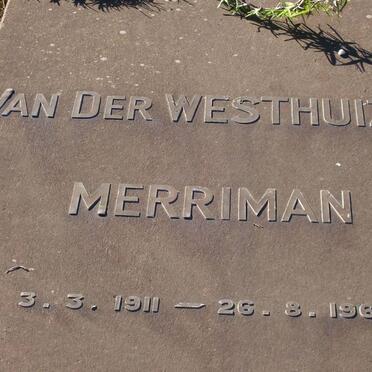 VAN DER WESTHUIZ
MERRIMAN
3. 3. 1911 — 26. 8. 196